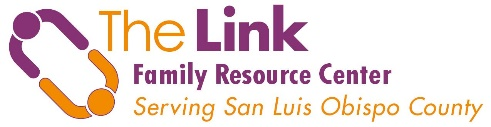 The Link
Family Resource Center
Serving San Luis Obispo County